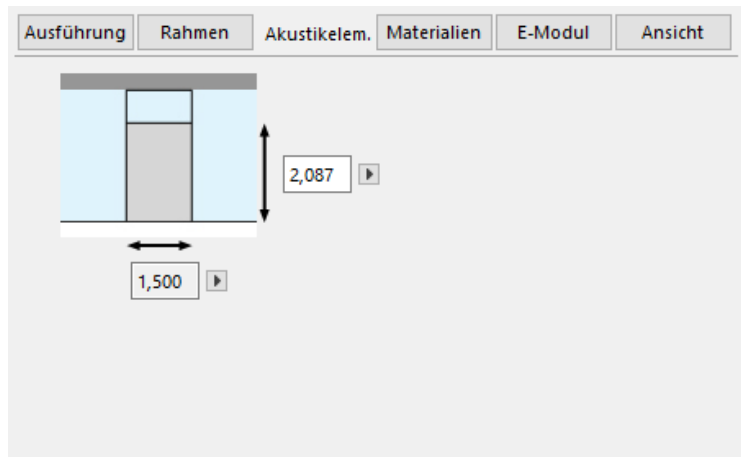 Ausführung Rahmen Akustikelem. Materialien E-Modul Ansicht
2,087
1,500